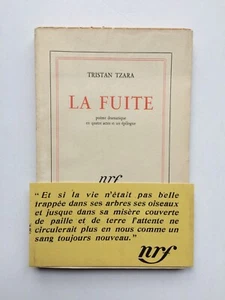 TRISTAN TZARA
LA FUITE
poème dramatique
en quatre actes et un épilogue
nrf
"Et si la vie n'était pas belle
trappée dans ses arbres ses oiseaux
et jusque dans sa misère couverte
de paille et de terre l'attente ne
circulerait plus en nous comme un
sang toujours nouveau."
nrf